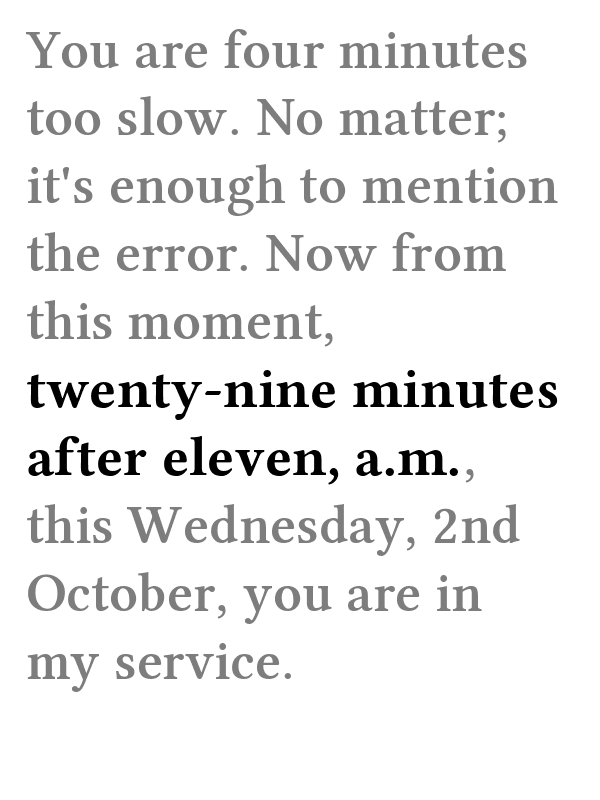 You are four minutes
too slow. No matter;
it's enough to mention
the error. Now from
this moment,
twenty-nine minutes
after eleven, a.m.,
this Wednesday, 2nd
October, you are in
my service.